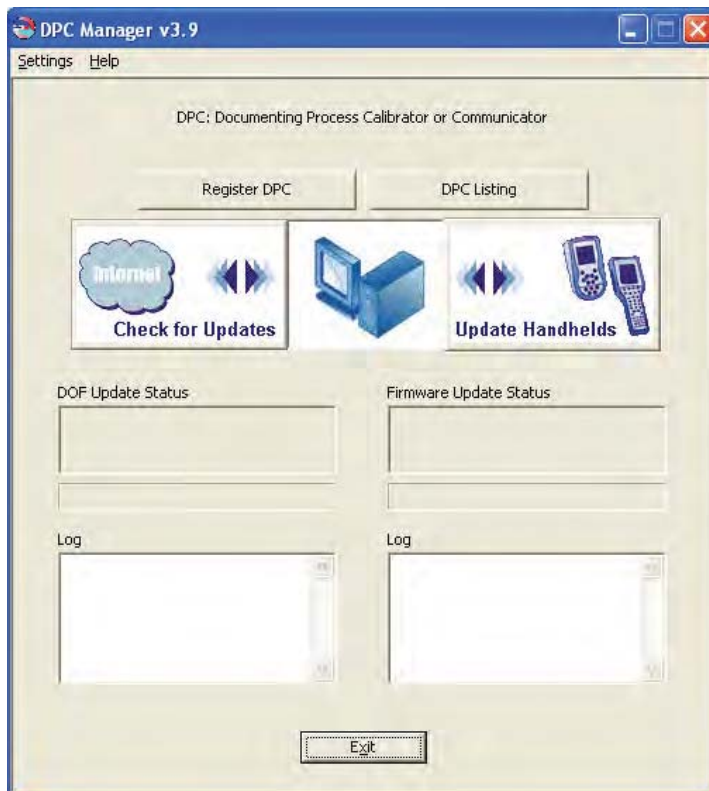 DPC Manager v3.9
Settings Help
DPC: Documenting Process Calibrator or Communicator
Register DPC DPC Listing
Internet
Check for Updates Update Handhelds
DOF Update Status Firmware Update Status
Log Log
Exit